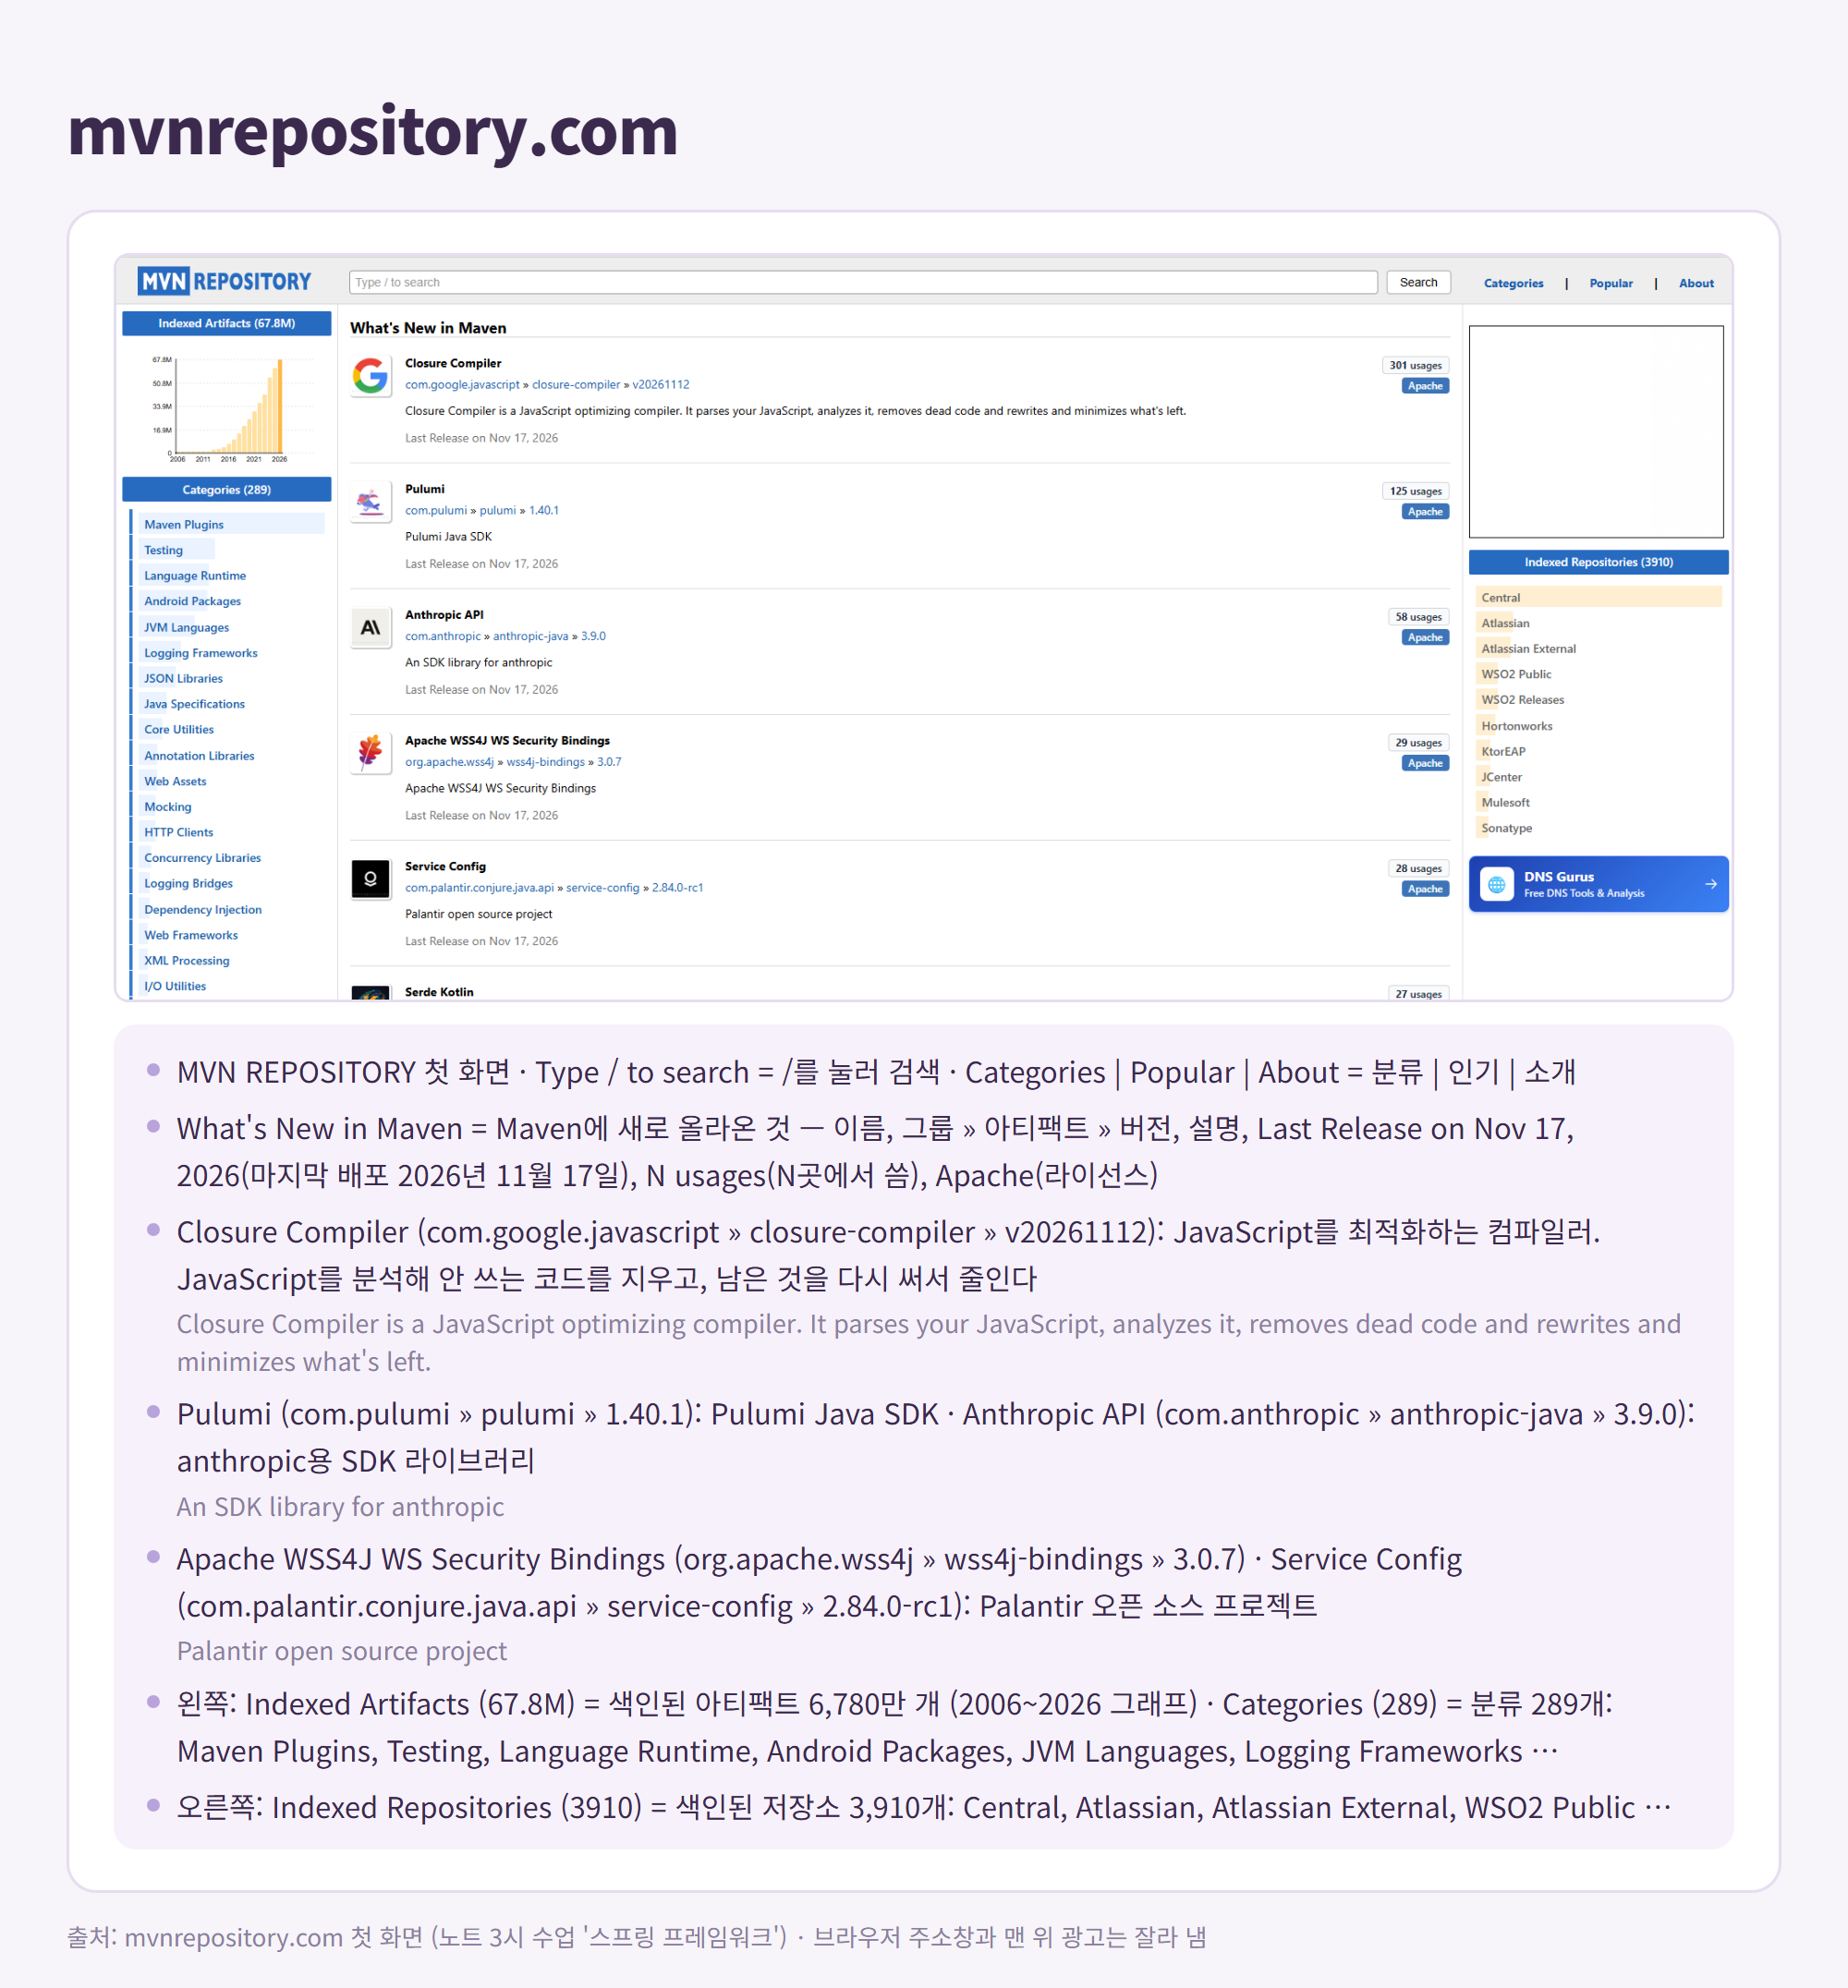 mvnrepository.com
MVN REPOSITORY
Type / to search
Search
Categories | Popular | About
Indexed Artifacts (67.8M)
67.8M
50.8M
33.9M
16.9M
0
2006 2011 2016 2021 2026
Categories (289)
Maven Plugins
Testing
Language Runtime
Android Packages
JVM Languages
Logging Frameworks
JSON Libraries
Java Specifications
Core Utilities
Annotation Libraries
Web Assets
Mocking
HTTP Clients
Concurrency Libraries
Logging Bridges
Dependency Injection
Web Frameworks
XML Processing
I/O Utilities
What's New in Maven
Closure Compiler
301 usages
com.google.javascript » closure-compiler » v20261112
Apache
Closure Compiler is a JavaScript optimizing compiler. It parses your JavaScript, analyzes it, removes dead code and rewrites and minimizes what's left.
Last Release on Nov 17, 2026
Pulumi
125 usages
com.pulumi » pulumi » 1.40.1
Apache
Pulumi Java SDK
Last Release on Nov 17, 2026
Anthropic API
58 usages
com.anthropic » anthropic-java » 3.9.0
Apache
An SDK library for anthropic
Last Release on Nov 17, 2026
Apache WSS4J WS Security Bindings
29 usages
org.apache.wss4j » wss4j-bindings » 3.0.7
Apache
Apache WSS4J WS Security Bindings
Last Release on Nov 17, 2026
Service Config
28 usages
com.palantir.conjure.java.api » service-config » 2.84.0-rc1
Apache
Palantir open source project
Last Release on Nov 17, 2026
Serde Kotlin
27 usages
Indexed Repositories (3910)
Central
Atlassian
Atlassian External
WSO2 Public
WSO2 Releases
Hortonworks
KtorEAP
JCenter
Mulesoft
Sonatype
DNS Gurus
Free DNS Tools & Analysis
MVN REPOSITORY 첫 화면 · Type / to search = /를 눌러 검색 · Categories | Popular | About = 분류 | 인기 | 소개
What's New in Maven = Maven에 새로 올라온 것 — 이름, 그룹 » 아티팩트 » 버전, 설명, Last Release on Nov 17,
2026(마지막 배포 2026년 11월 17일), N usages(N곳에서 씀), Apache(라이선스)
Closure Compiler (com.google.javascript » closure-compiler » v20261112): JavaScript를 최적화하는 컴파일러.
JavaScript를 분석해 안 쓰는 코드를 지우고, 남은 것을 다시 써서 줄인다
Closure Compiler is a JavaScript optimizing compiler. It parses your JavaScript, analyzes it, removes dead code and rewrites and
minimizes what's left.
Pulumi (com.pulumi » pulumi » 1.40.1): Pulumi Java SDK · Anthropic API (com.anthropic » anthropic-java » 3.9.0):
anthropic용 SDK 라이브러리
An SDK library for anthropic
Apache WSS4J WS Security Bindings (org.apache.wss4j » wss4j-bindings » 3.0.7) · Service Config
(com.palantir.conjure.java.api » service-config » 2.84.0-rc1): Palantir 오픈 소스 프로젝트
Palantir open source project
왼쪽: Indexed Artifacts (67.8M) = 색인된 아티팩트 6,780만 개 (2006~2026 그래프) · Categories (289) = 분류 289개:
Maven Plugins, Testing, Language Runtime, Android Packages, JVM Languages, Logging Frameworks ⋯
오른쪽: Indexed Repositories (3910) = 색인된 저장소 3,910개: Central, Atlassian, Atlassian External, WSO2 Public ⋯
출처: mvnrepository.com 첫 화면 (노트 3시 수업 '스프링 프레임워크') · 브라우저 주소창과 맨 위 광고는 잘라 냄